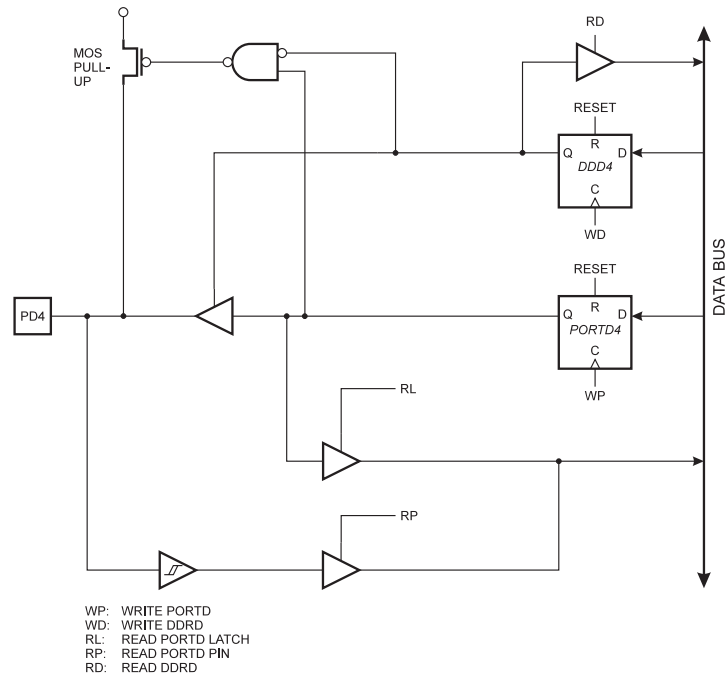 MOS
PULL-
UP
RD
RESET
R
Q
D
DDD4
C
WD
RESET
R
Q
D
PORTD4
C
WP
PD4
RL
RP
DATA BUS
WP: WRITE PORTD
WD: WRITE DDRD
RL: READ PORTD LATCH
RP: READ PORTD PIN
RD: READ DDRD